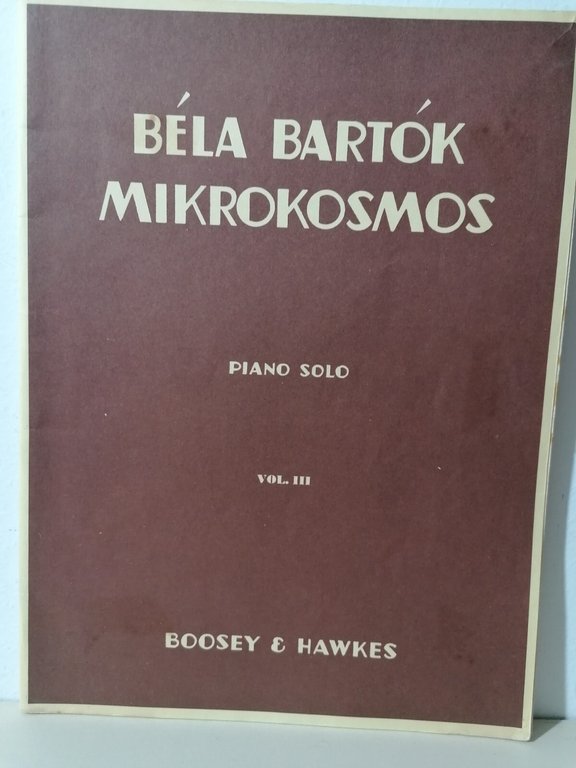 BÉLA BARTÓK
MIKROKOSMOS
PIANO SOLO
VOL. III
BOOSEY & HAWKES